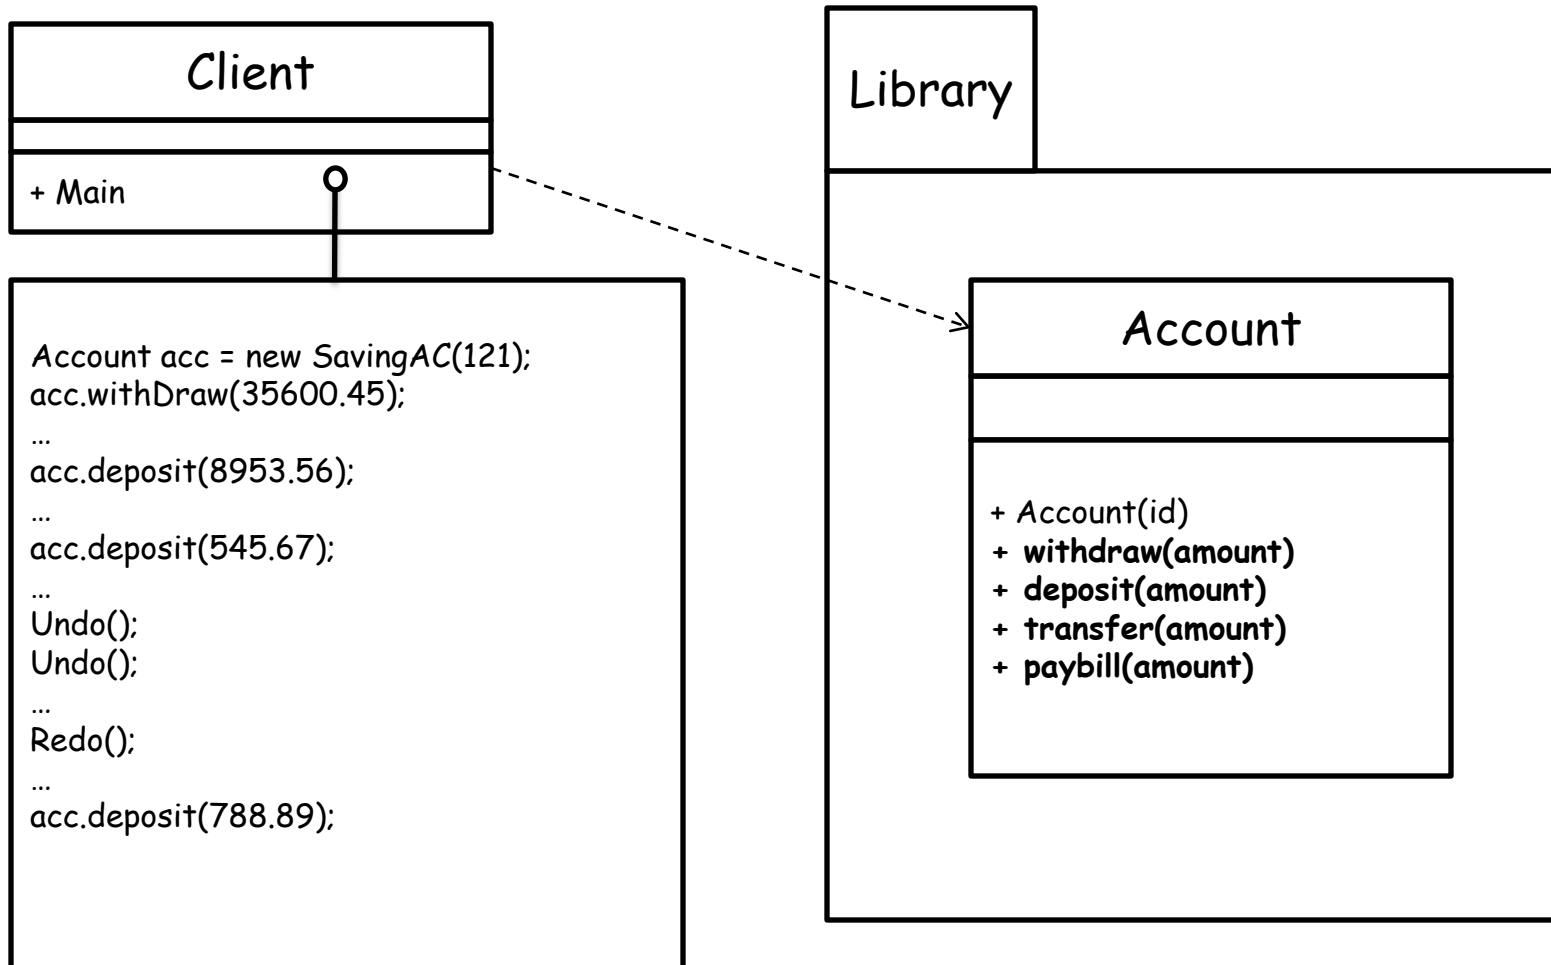 Client
+ Main
Account acc = new SavingAC(121);
acc.withDraw(35600.45);
…
acc.deposit(8953.56);
…
acc.deposit(545.67);
…
Undo();
Undo();
…
Redo();
…
acc.deposit(788.89);
Library
Account
+ Account(id)
+ withdraw(amount)
+ deposit(amount)
+ transfer(amount)
+ paybill(amount)